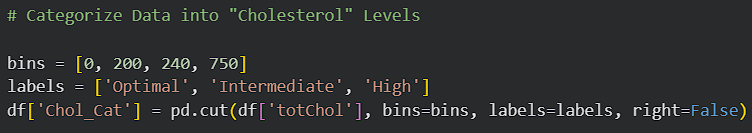 # Categorize Data into "Cholesterol" Levels
bins = [0, 200, 240, 750]
labels = ['Optimal', 'Intermediate', 'High']
df['Chol_Cat'] = pd.cut(df['totChol'], bins=bins, labels=labels, right=False)